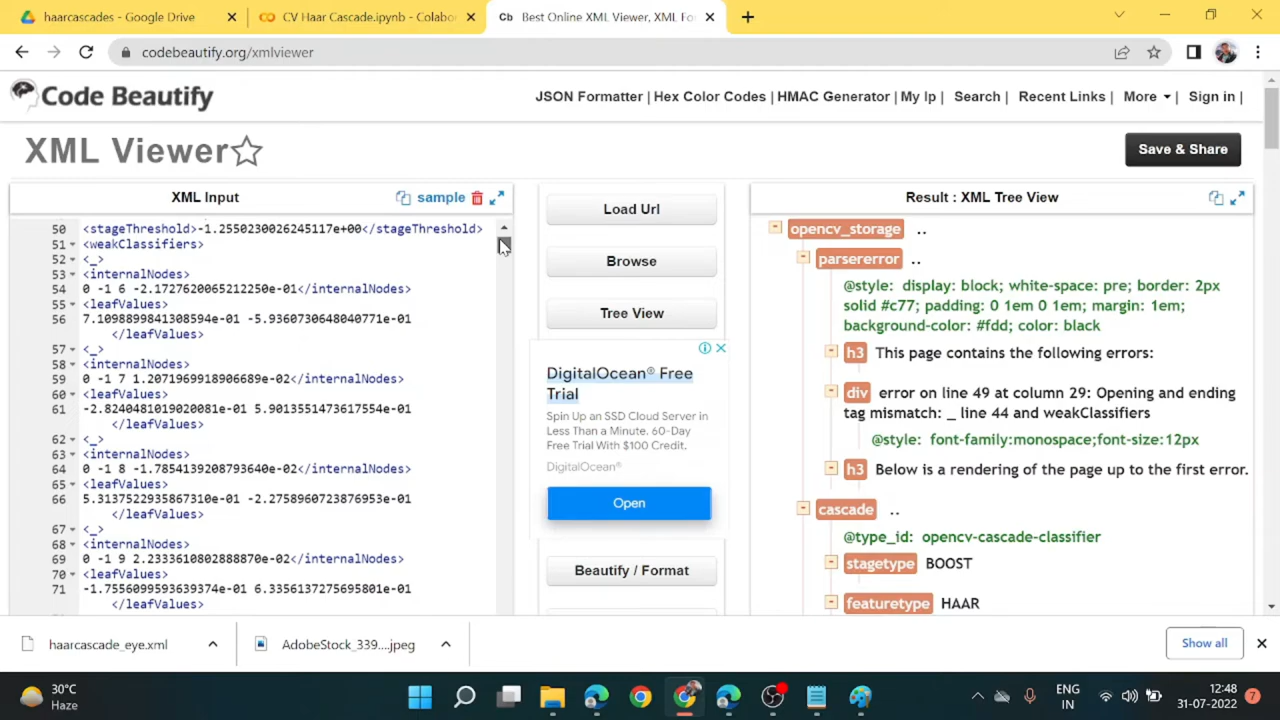 haarcascades - Google Drive
CV Haar Cascade.ipynb - Colabor
Cb Best Online XML Viewer, XML Fo
codebeautify.org/xmlviewer
Code Beautify
JSON Formatter | Hex Color Codes | HMAC Generator | My Ip | Search | Recent Links | More | Sign in |
XML Viewer
Save & Share
XML Input
sample
50 <stageThreshold>-1.2550230026245117e+00</stageThreshold>
51 <weakClassifiers>
52 <_>
53 <internalNodes>
54 0 -1 6 -2.1727620065212250e-01</internalNodes>
55 <leafValues>
56 7.1098899841308594e-01 -5.9360730648040771e-01
</leafValues>
57 <_>
58 <internalNodes>
59 0 -1 7 1.2071969918906689e-02</internalNodes>
60 <leafValues>
61 -2.8240481019020081e-01 5.9013551473617554e-01
</leafValues>
62 <_>
63 <internalNodes>
64 0 -1 8 -1.7854139208793640e-02</internalNodes>
65 <leafValues>
66 5.3137522935867310e-01 -2.2758960723876953e-01
</leafValues>
67 <_>
68 <internalNodes>
69 0 -1 9 2.2333610802888870e-02</internalNodes>
70 <leafValues>
71 -1.7556099593639374e-01 6.3356137275695801e-01
</leafValues>
Load Url
Browse
Tree View
DigitalOcean® Free
Trial
Spin Up an SSD Cloud Server in
Less Than a Minute. 60-Day
Free Trial With $100 Credit.
DigitalOcean®
Open
Beautify / Format
Result : XML Tree View
opencv_storage ..
parsererror ..
@style: display: block; white-space: pre; border: 2px
solid #c77; padding: 0 1em 0 1em; margin: 1em;
background-color: #fdd; color: black
h3 This page contains the following errors:
div error on line 49 at column 29: Opening and ending
tag mismatch: _ line 44 and weakClassifiers
@style: font-family:monospace;font-size:12px
h3 Below is a rendering of the page up to the first error.
cascade ..
@type_id: opencv-cascade-classifier
stagetype BOOST
featuretype HAAR
haarcascade_eye.xml
AdobeStock_339....jpeg
Show all
30°C
Haze
ENG
IN
12:48
31-07-2022
7